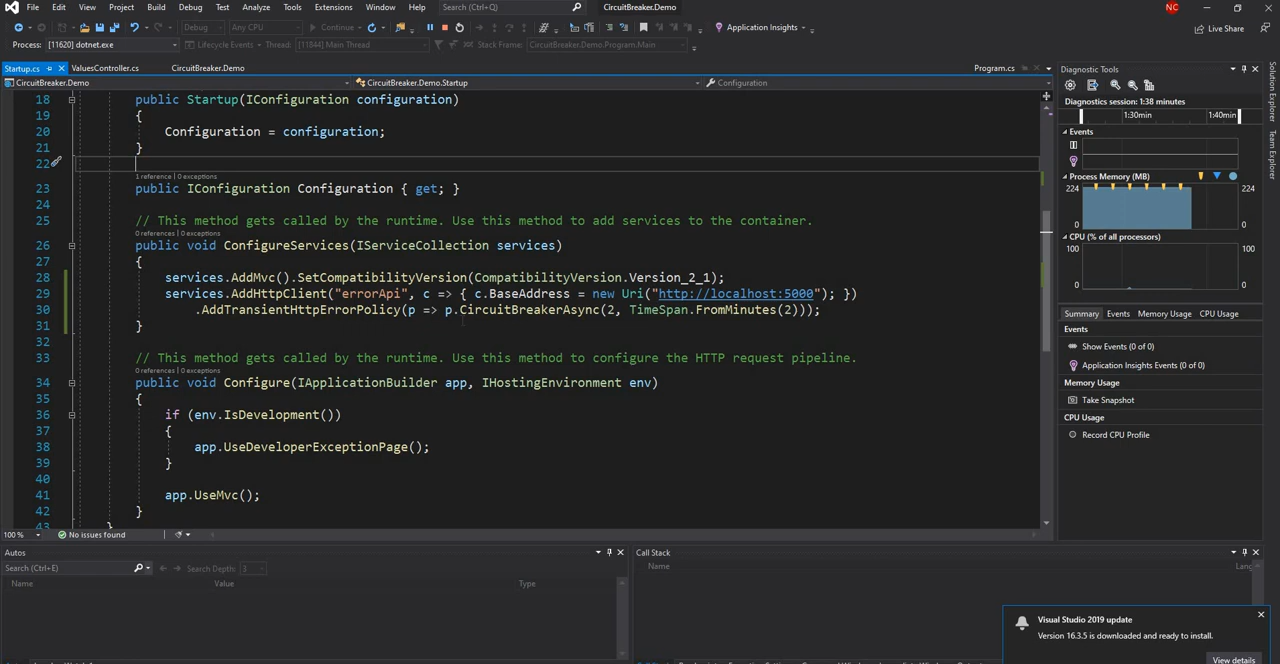 File Edit View Project Build Debug Test Analyze Tools Extensions Window Help Search (Ctrl+Q) CircuitBreaker.Demo NC
Debug Any CPU Continue Application Insights Live Share
Process: [11620] dotnet.exe Lifecycle Events Thread: [11844] Main Thread Stack Frame: CircuitBreaker.Demo.Program.Main
Startup.cs ValuesController.cs CircuitBreaker.Demo Program.cs
CircuitBreaker.Demo CircuitBreaker.Demo.Startup Configuration
18 public Startup(IConfiguration configuration)
19 {
20 Configuration = configuration;
21 }
22
1 reference | 0 exceptions
23 public IConfiguration Configuration { get; }
24
25 // This method gets called by the runtime. Use this method to add services to the container.
0 references | 0 exceptions
26 public void ConfigureServices(IServiceCollection services)
27 {
28 services.AddMvc().SetCompatibilityVersion(CompatibilityVersion.Version_2_1);
29 services.AddHttpClient("errorApi", c => { c.BaseAddress = new Uri("http://localhost:5000"); })
30 .AddTransientHttpErrorPolicy(p => p.CircuitBreakerAsync(2, TimeSpan.FromMinutes(2)));
31 }
32
33 // This method gets called by the runtime. Use this method to configure the HTTP request pipeline.
0 references | 0 exceptions
34 public void Configure(IApplicationBuilder app, IHostingEnvironment env)
35 {
36 if (env.IsDevelopment())
37 {
38 app.UseDeveloperExceptionPage();
39 }
40
41 app.UseMvc();
42 }
43 }
100 % No issues found
Diagnostic Tools
Diagnostics session: 1:38 minutes
1:30min 1:40min
Events
Process Memory (MB)
224 224
0 0
CPU (% of all processors)
100 100
0 0
Summary Events Memory Usage CPU Usage
Events
Show Events (0 of 0)
Application Insights Events (0 of 0)
Memory Usage
Take Snapshot
CPU Usage
Record CPU Profile
Solution Explorer
Team Explorer
Autos
Search (Ctrl+E) Search Depth: 3
Name Value Type
Call Stack
Name Lang
Visual Studio 2019 update
Version 16.3.5 is downloaded and ready to install.
View details